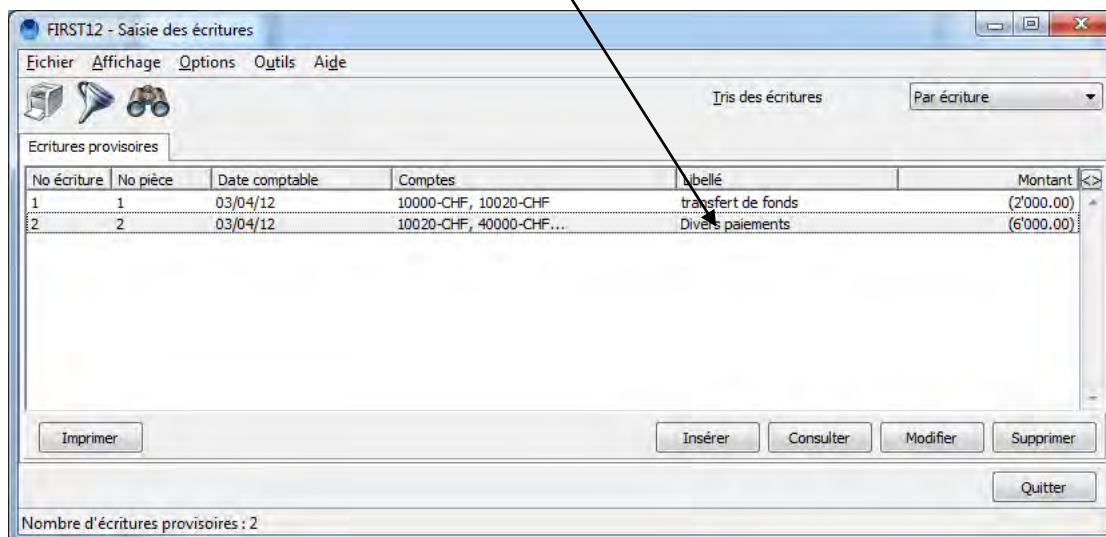 FIRST12 - Saisie des écritures
Fichier Affichage Options Outils Aide
Tris des écritures Par écriture
Ecritures provisoires
No écriture No pièce Date comptable Comptes Libellé Montant <>
1 1 03/04/12 10000-CHF, 10020-CHF transfert de fonds (2'000.00)
2 2 03/04/12 10020-CHF, 40000-CHF... Divers paiements (6'000.00)
Imprimer Insérer Consulter Modifier Supprimer
Quitter
Nombre d'écritures provisoires : 2